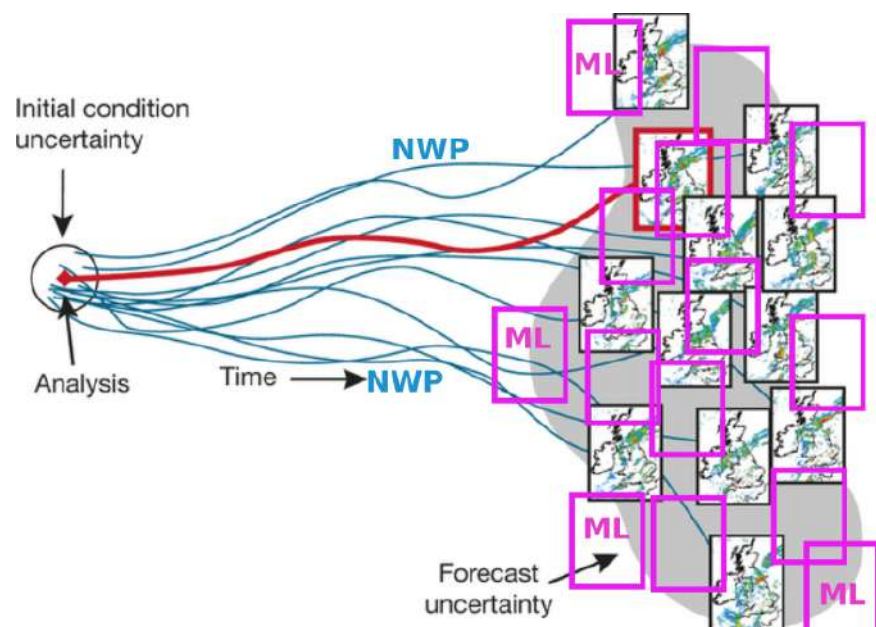 ML
Initial condition
uncertainty
NWP
ML
Analysis
Time
NWP
ML
Forecast
uncertainty
ML